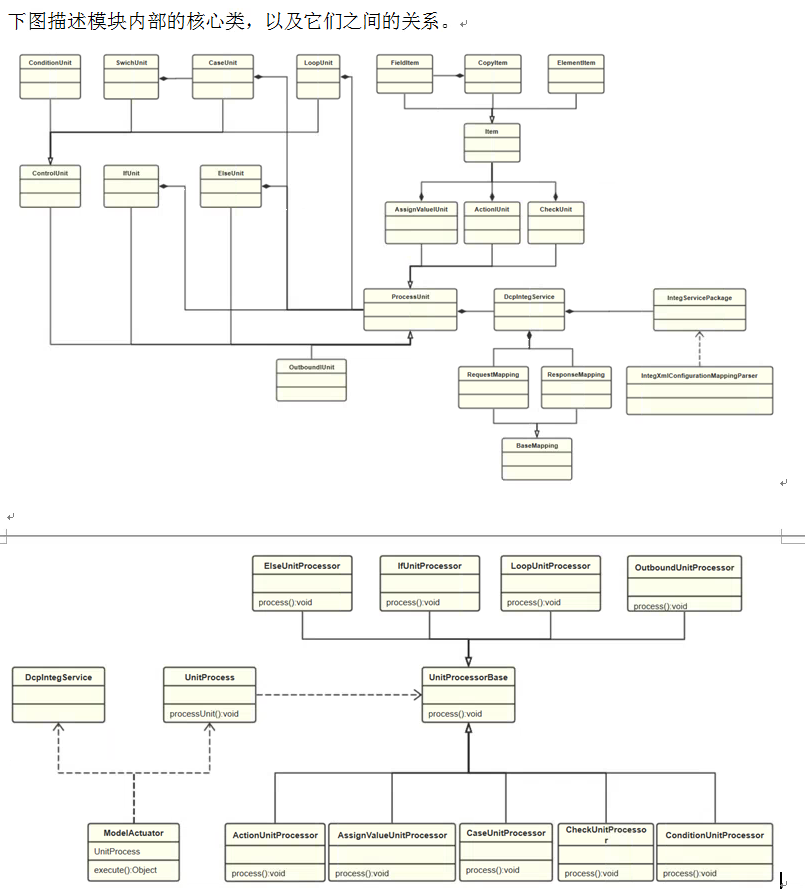 下图描述模块内部的核心类，以及它们之间的关系。
ConditionUnit
SwichUnit
CaseUnit
LoopUnit
FieldItem
CopyItem
ElementItem
Item
ControlUnit
IfUnit
ElseUnit
AssignValueIUnit
ActionIUnit
CheckUnit
ProcessUnit
DcpIntegService
IntegServicePackage
OutboundIUnit
RequestMapping
ResponseMapping
IntegXmlConfigurationMappingParser
BaseMapping
ElseUnitProcessor
process():void
IfUnitProcessor
process():void
LoopUnitProcessor
process():void
OutboundUnitProcessor
process():void
DcpIntegService
UnitProcess
processUnit():void
UnitProcessorBase
process():void
ModelActuator
UnitProcess
execute():Object
ActionUnitProcessor
process():void
AssignValueUnitProcessor
process():void
CaseUnitProcessor
process():void
CheckUnitProcesso
r
process():void
ConditionUnitProcessor
process():void